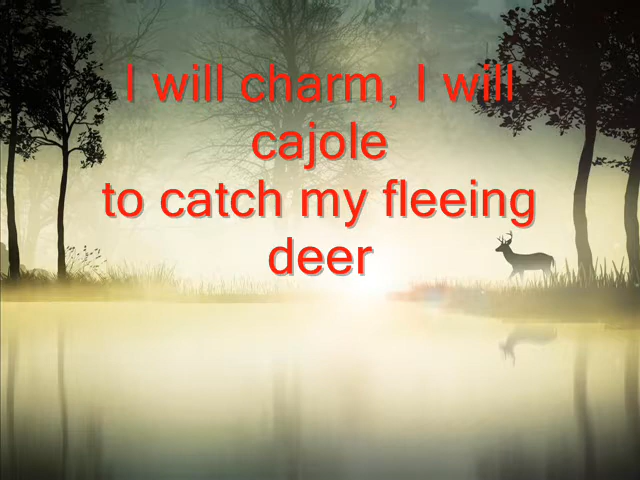 I will charm, I will
cajole
to catch my fleeing
deer